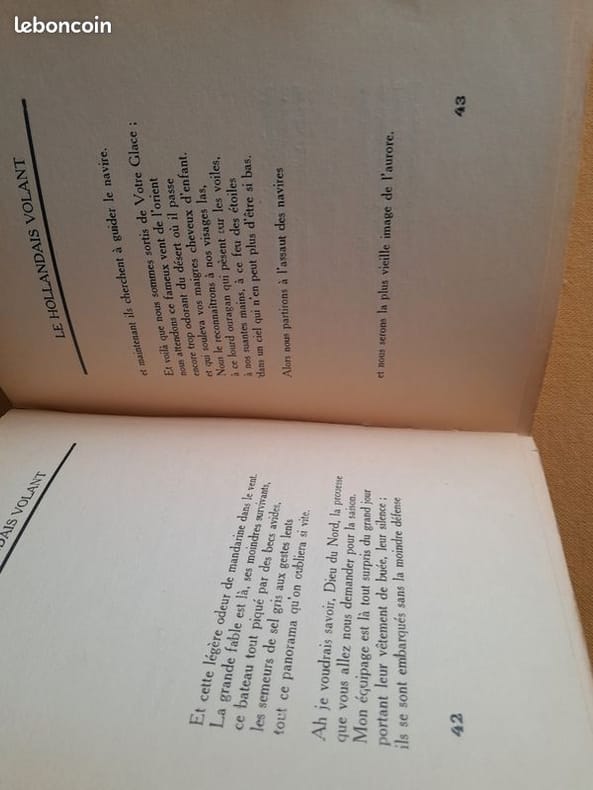 leboncoin
DAIS VOLANT
Et cette légère odeur de mandarine dans le vent.
La grande fable est là, ses moindres survivants,
ce bateau tout piqué par des becs avides,
les semeurs de sel gris aux gestes lents
tout ce panorama qu'on oubliera si vite.
Ah je voudrais savoir, Dieu du Nord, la prouesse
que vous allez nous demander pour la saison.
Mon équipage est là tout surpris du grand jour
portant leur vêtement de buée, leur silence ;
ils se sont embarqués sans la moindre défense
42
LE HOLLANDAIS VOLANT
et maintenant ils cherchent à guider le navire.
Et voilà que nous sommes sortis de Votre Glace ;
nous attendons ce fameux vent de l'orient
encore trop odorant du désert où il passe
et qui souleva vos maigres cheveux d'enfant.
Nous le reconnaîtrons à nos visages las,
à ce lourd ouragan qui pèsent sur les voiles,
à nos suantes mains, à ce feu des étoiles
dans un ciel qui n'en peut plus d'être si bas.
Alors nous partirons à l'assaut des navires
et nous serons la plus vieille image de l'aurore.
43